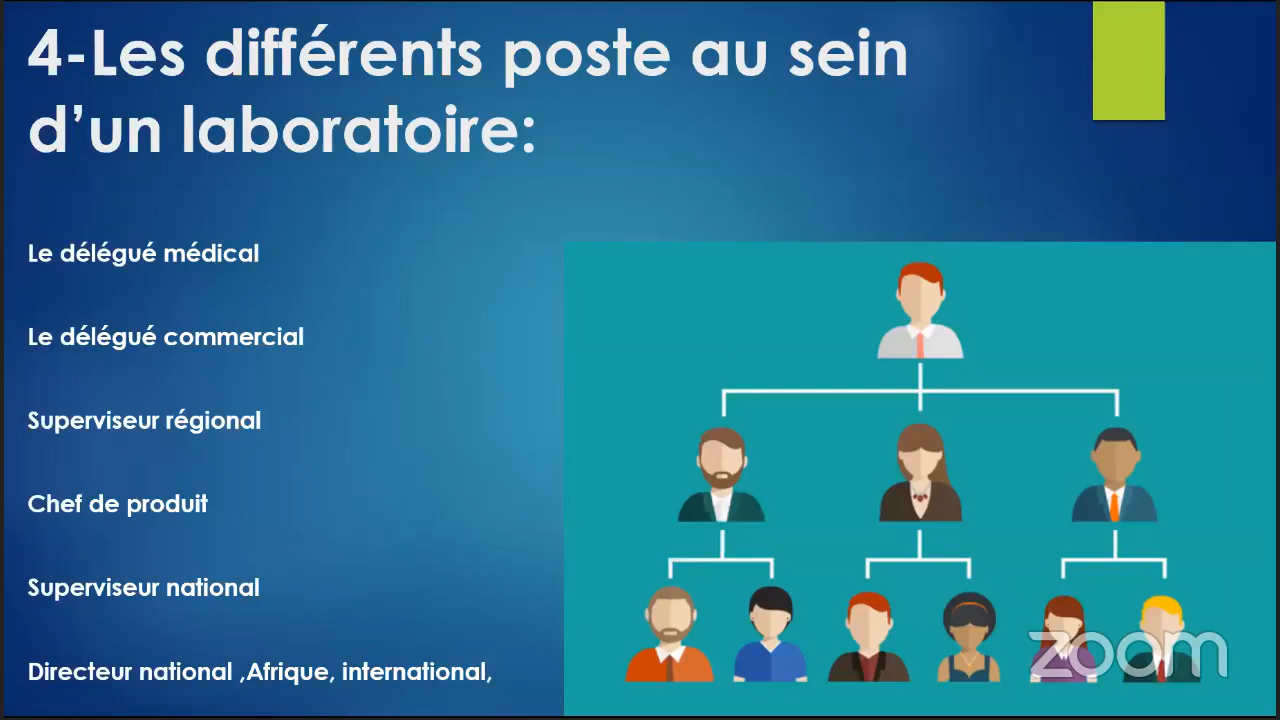 4-Les différents poste au sein
d’un laboratoire:
Le délégué médical
Le délégué commercial
Superviseur régional
Chef de produit
Superviseur national
Directeur national ,Afrique, international,
zoom